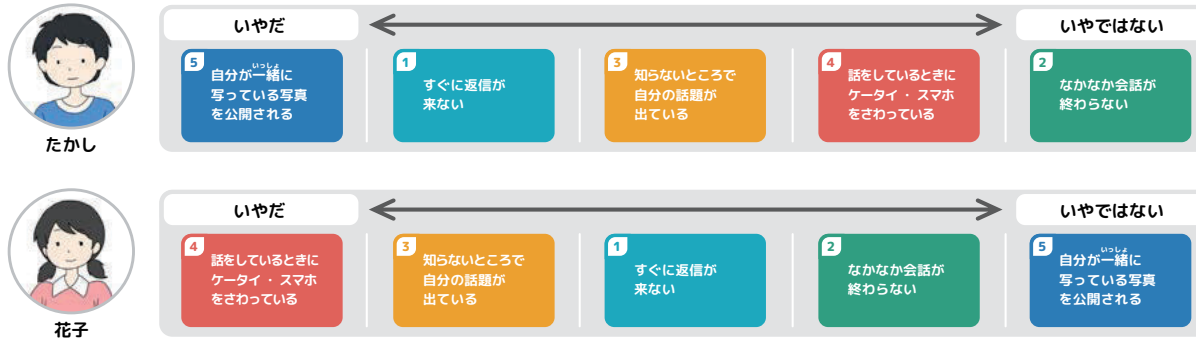 いやだ
いやではない
5
いっしょ
自分が一緒に
写っている写真
を公開される
1
すぐに返信が
来ない
3
知らないところで
自分の話題が
出ている
4
話をしているときに
ケータイ・スマホ
をさわっている
2
なかなか会話が
終わらない
たかし
いやだ
いやではない
4
話をしているときに
ケータイ・スマホ
をさわっている
3
知らないところで
自分の話題が
出ている
1
すぐに返信が
来ない
2
なかなか会話が
終わらない
5
いっしょ
自分が一緒に
写っている写真
を公開される
花子